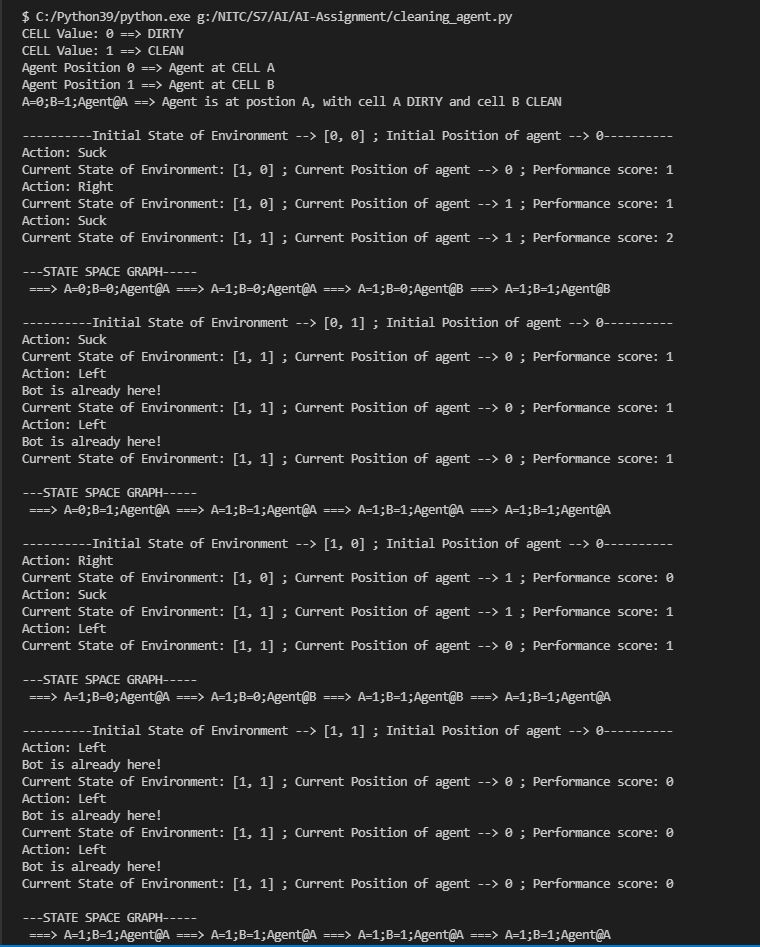 $ C:/Python39/python.exe g:/NITC/S7/AI/AI-Assignment/cleaning_agent.py
CELL Value: 0 ==> DIRTY
CELL Value: 1 ==> CLEAN
Agent Position 0 ==> Agent at CELL A
Agent Position 1 ==> Agent at CELL B
A=0;B=1;Agent@A ==> Agent is at postion A, with cell A DIRTY and cell B CLEAN
----------Initial State of Environment --> [0, 0] ; Initial Position of agent --> 0----------
Action: Suck
Current State of Environment: [1, 0] ; Current Position of agent --> 0 ; Performance score: 1
Action: Right
Current State of Environment: [1, 0] ; Current Position of agent --> 1 ; Performance score: 1
Action: Suck
Current State of Environment: [1, 1] ; Current Position of agent --> 1 ; Performance score: 2
---STATE SPACE GRAPH-----
===> A=0;B=0;Agent@A ===> A=1;B=0;Agent@A ===> A=1;B=0;Agent@B ===> A=1;B=1;Agent@B
----------Initial State of Environment --> [0, 1] ; Initial Position of agent --> 0----------
Action: Suck
Current State of Environment: [1, 1] ; Current Position of agent --> 0 ; Performance score: 1
Action: Left
Bot is already here!
Current State of Environment: [1, 1] ; Current Position of agent --> 0 ; Performance score: 1
Action: Left
Bot is already here!
Current State of Environment: [1, 1] ; Current Position of agent --> 0 ; Performance score: 1
---STATE SPACE GRAPH-----
===> A=0;B=1;Agent@A ===> A=1;B=1;Agent@A ===> A=1;B=1;Agent@A ===> A=1;B=1;Agent@A
----------Initial State of Environment --> [1, 0] ; Initial Position of agent --> 0----------
Action: Right
Current State of Environment: [1, 0] ; Current Position of agent --> 1 ; Performance score: 0
Action: Suck
Current State of Environment: [1, 1] ; Current Position of agent --> 1 ; Performance score: 1
Action: Left
Current State of Environment: [1, 1] ; Current Position of agent --> 0 ; Performance score: 1
---STATE SPACE GRAPH-----
===> A=1;B=0;Agent@A ===> A=1;B=0;Agent@B ===> A=1;B=1;Agent@B ===> A=1;B=1;Agent@A
----------Initial State of Environment --> [1, 1] ; Initial Position of agent --> 0----------
Action: Left
Bot is already here!
Current State of Environment: [1, 1] ; Current Position of agent --> 0 ; Performance score: 0
Action: Left
Bot is already here!
Current State of Environment: [1, 1] ; Current Position of agent --> 0 ; Performance score: 0
Action: Left
Bot is already here!
Current State of Environment: [1, 1] ; Current Position of agent --> 0 ; Performance score: 0
---STATE SPACE GRAPH-----
===> A=1;B=1;Agent@A ===> A=1;B=1;Agent@A ===> A=1;B=1;Agent@A ===> A=1;B=1;Agent@A